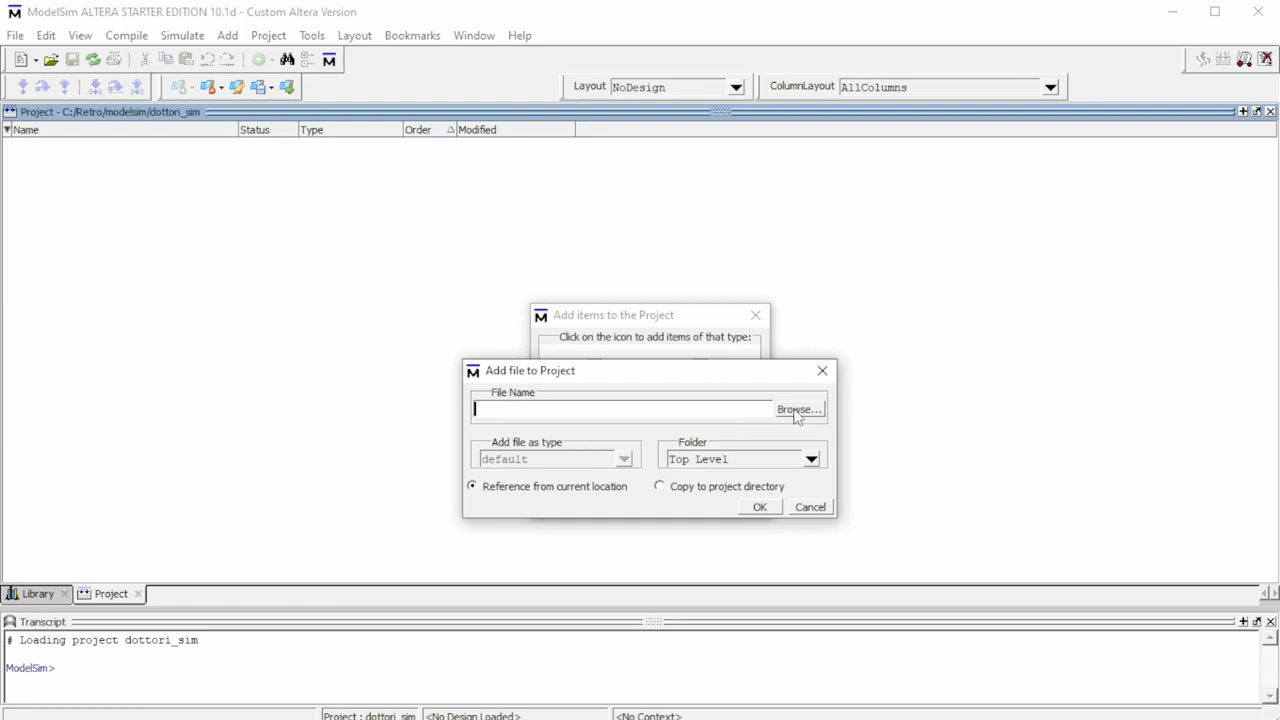 ModelSim ALTERA STARTER EDITION 10.1d - Custom Altera Version
File Edit View Compile Simulate Add Project Tools Layout Bookmarks Window Help
Layout NoDesign ColumnLayout AllColumns
Project - C:/Retro/modelsim/dottori_sim
Name Status Type Order Modified
Add items to the Project
Click on the icon to add items of that type:
Add file to Project
File Name
Browse...
Add file as type Folder
default Top Level
Reference from current location Copy to project directory
OK Cancel
Library Project
Transcript
# Loading project dottori_sim
ModelSim>
Project : dottori_sim <No Design Loaded> <No Context>